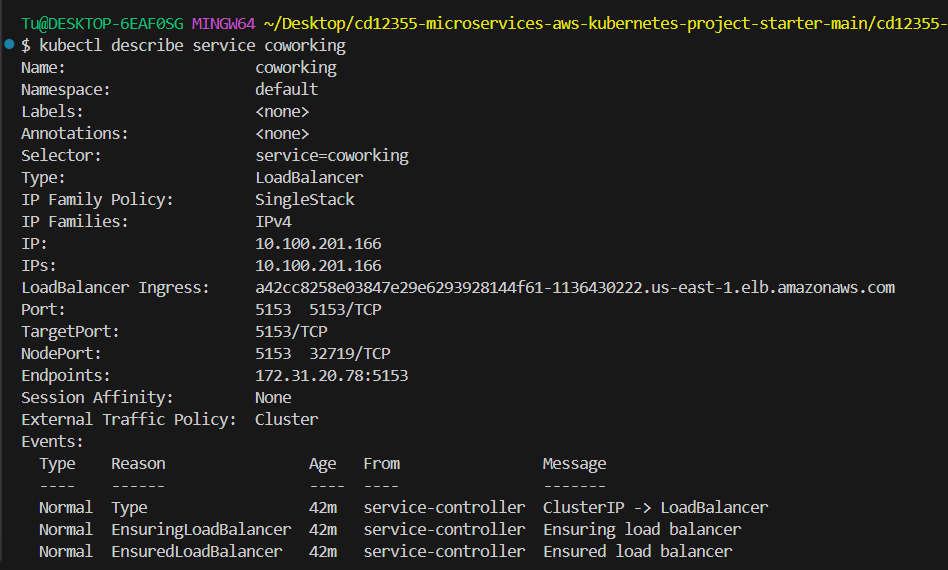 Tu@DESKTOP-6EAF0SG MINGW64 ~/Desktop/cd12355-microservices-aws-kubernetes-project-starter-main/cd12355-
$ kubectl describe service coworking
Name:                     coworking
Namespace:                default
Labels:                   <none>
Annotations:              <none>
Selector:                 service=coworking
Type:                     LoadBalancer
IP Family Policy:         SingleStack
IP Families:              IPv4
IP:                       10.100.201.166
IPs:                      10.100.201.166
LoadBalancer Ingress:     a42cc8258e03847e29e6293928144f61-1136430222.us-east-1.elb.amazonaws.com
Port:                     5153  5153/TCP
TargetPort:               5153/TCP
NodePort:                 5153  32719/TCP
Endpoints:                172.31.20.78:5153
Session Affinity:         None
External Traffic Policy:  Cluster
Events:
  Type    Reason                Age   From                Message
  ----    ------                ----  ----                -------
  Normal  Type                  42m   service-controller  ClusterIP -> LoadBalancer
  Normal  EnsuringLoadBalancer  42m   service-controller  Ensuring load balancer
  Normal  EnsuredLoadBalancer   42m   service-controller  Ensured load balancer